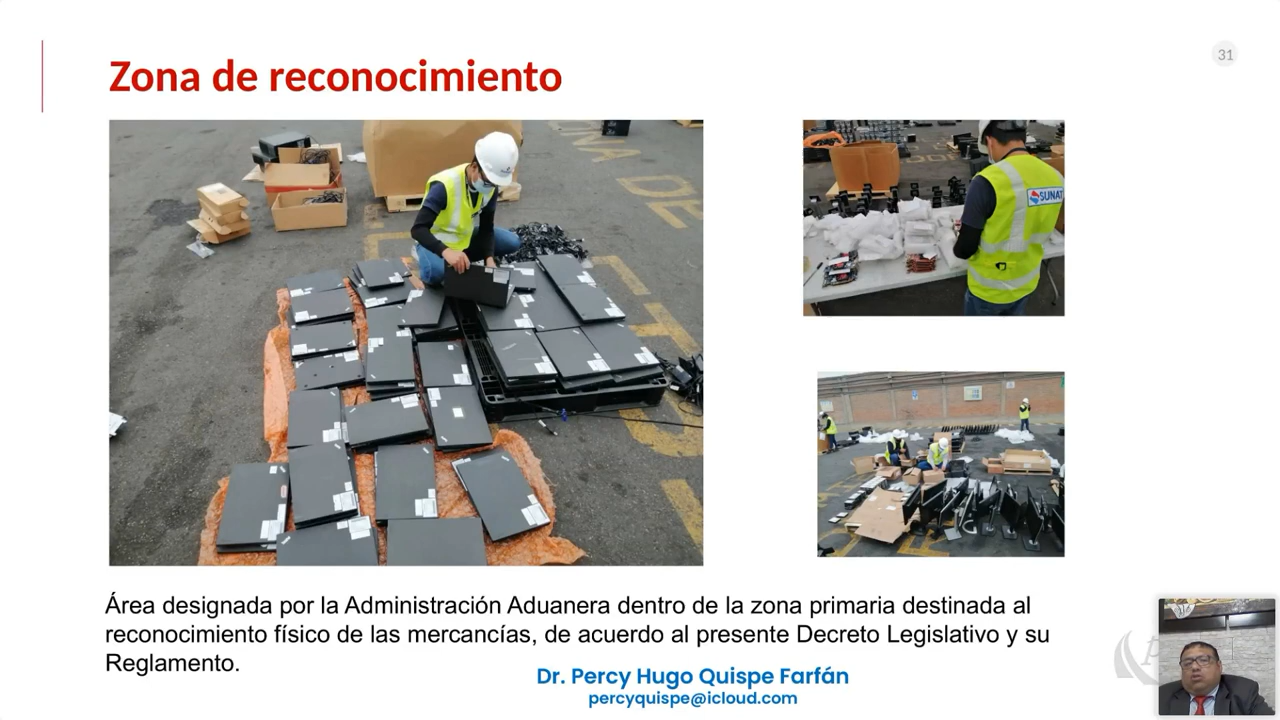 31
Zona de reconocimiento
ZONA
DE
SUNAT
Área designada por la Administración Aduanera dentro de la zona primaria destinada al
reconocimiento físico de las mercancías, de acuerdo al presente Decreto Legislativo y su
Reglamento.
Dr. Percy Hugo Quispe Farfán
percyquispe@icloud.com